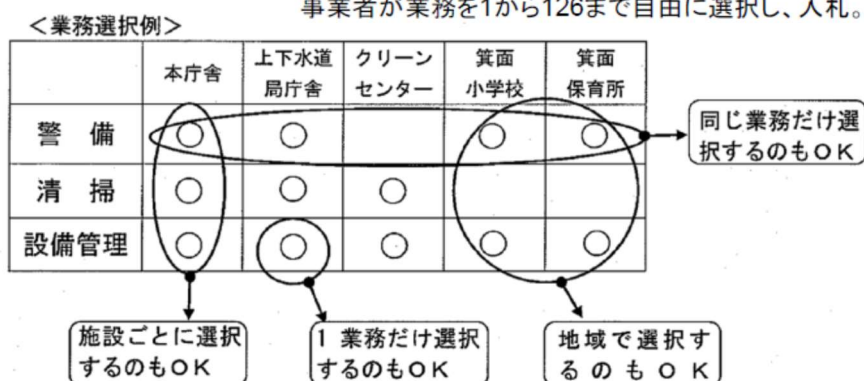 事業者が業務を1から126まで自由に選択し、入札。
＜業務選択例＞
本庁舎
上下水道
局庁舎
クリーン
センター
箕面
小学校
箕面
保育所
警備
○ ○ ○ ○
清掃
○ ○ ○
設備管理
○ ○ ○ ○ ○
同じ業務だけ選
択するのもOK
施設ごとに選択
するのもOK
1 業務だけ選択
するのもOK
地域で選択す
るのもOK